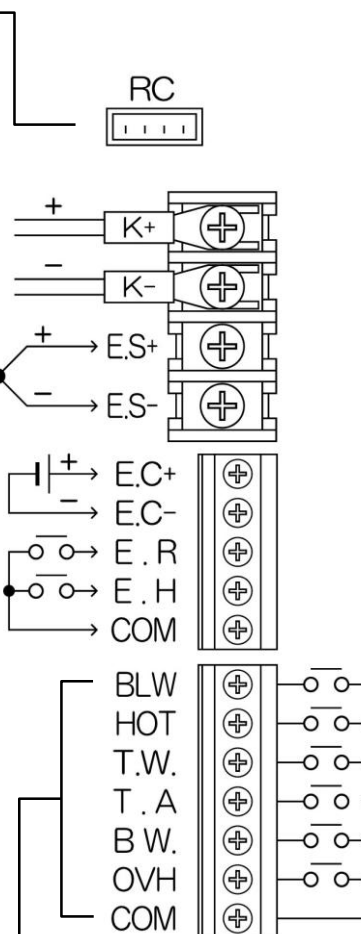 RC
+
K+
−
K-
+
E.S+
−
E.S-
+
E.C+
−
E.C-
E.R
E.H
COM
BLW
HOT
T.W.
T.A
B W.
OVH
COM